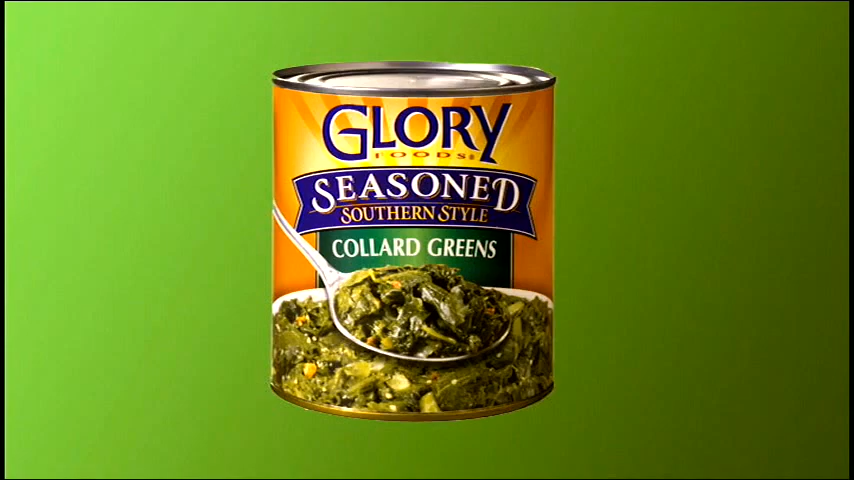 GLORY
FOODS
SEASONED
SOUTHERN STYLE
COLLARD GREENS